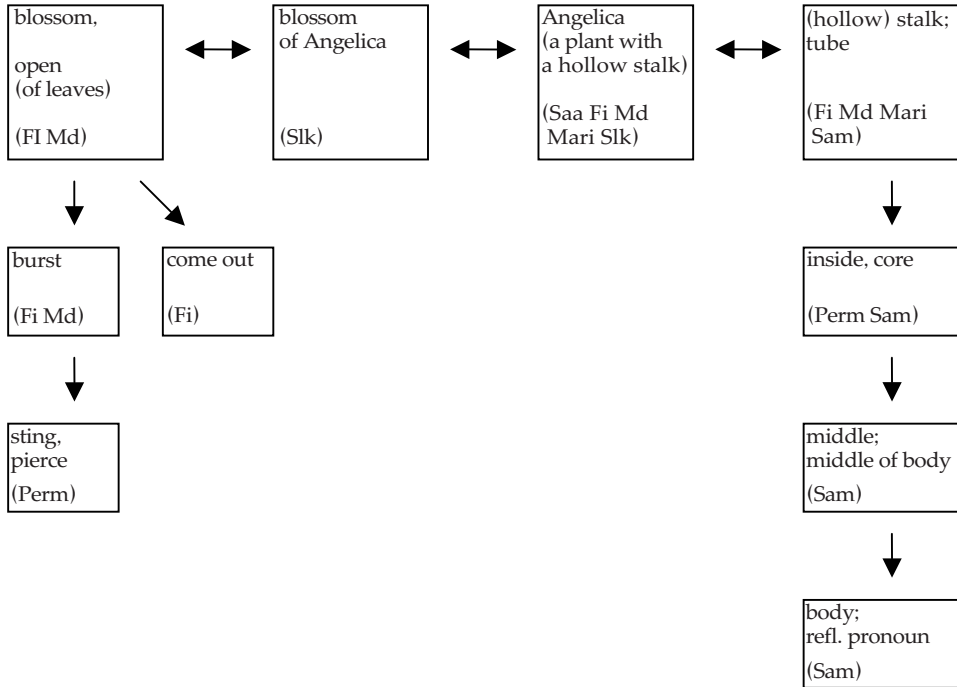 blossom,
open
(of leaves)
(FI Md)
blossom
of Angelica
(Slk)
Angelica
(a plant with
a hollow stalk)
(Saa Fi Md
Mari Slk)
(hollow) stalk;
tube
(Fi Md Mari
Sam)
burst
(Fi Md)
come out
(Fi)
inside, core
(Perm Sam)
sting,
pierce
(Perm)
middle;
middle of body
(Sam)
body;
refl. pronoun
(Sam)